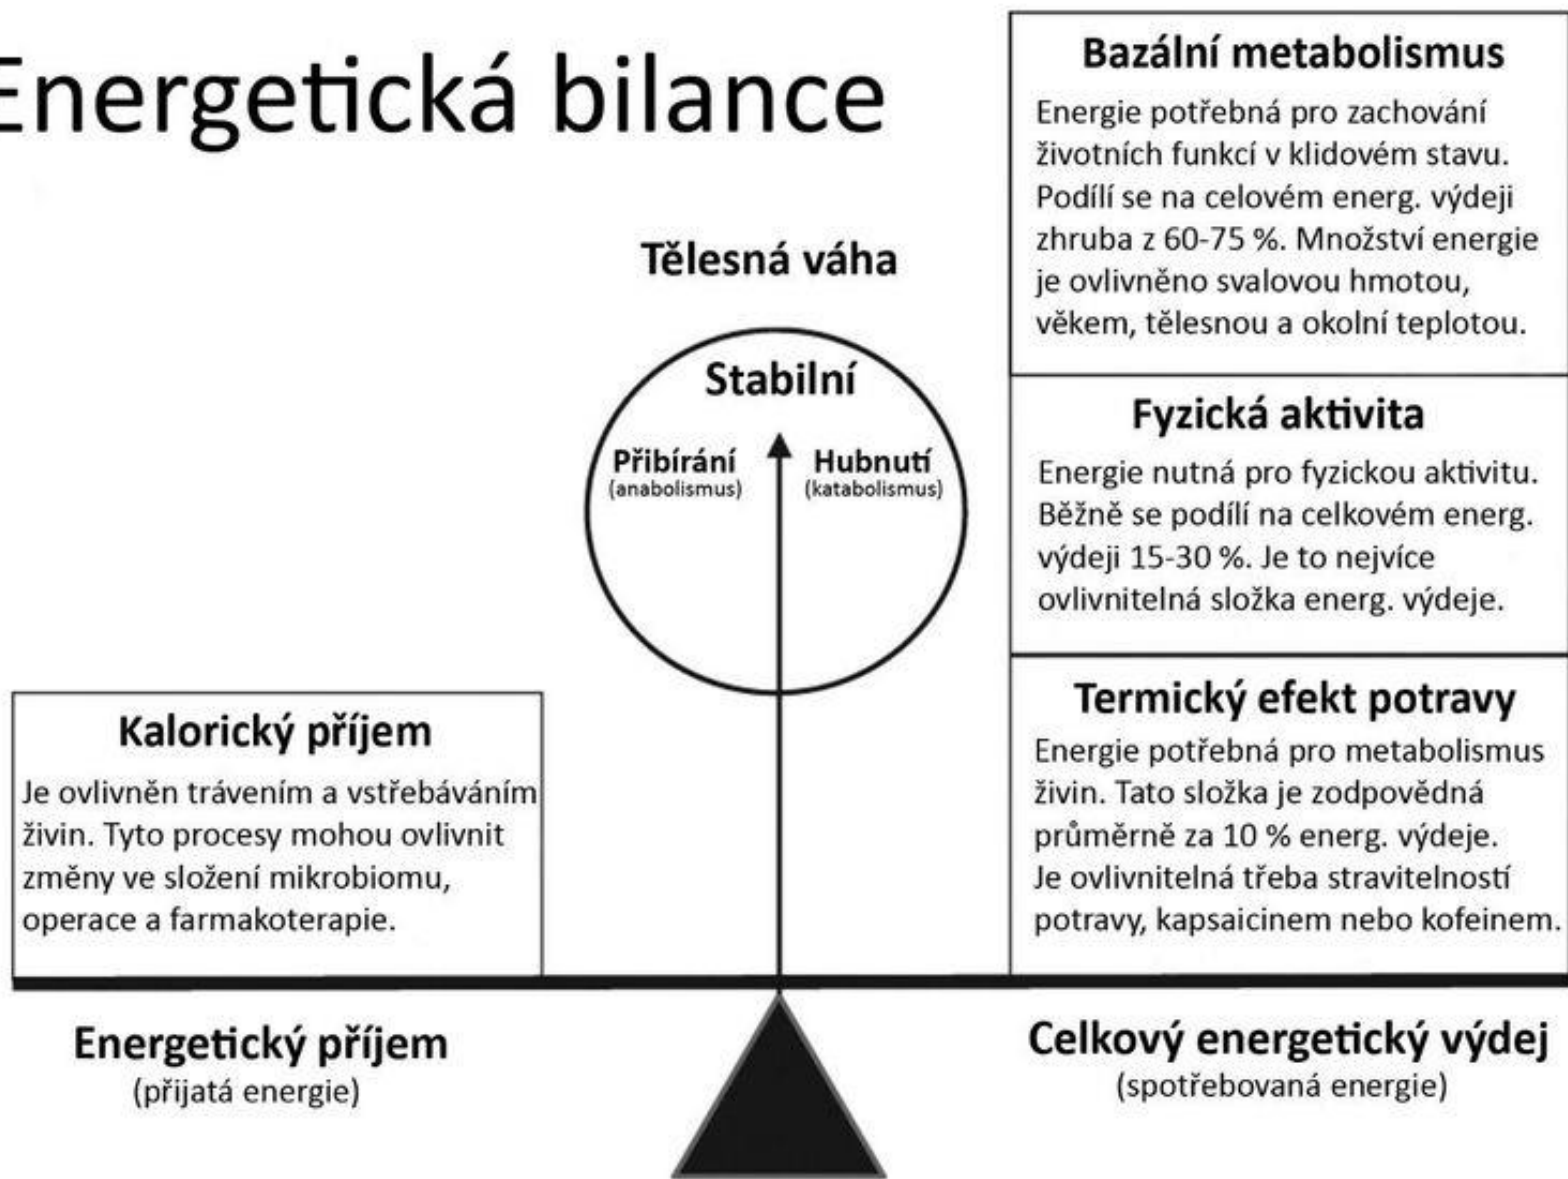 Energetická bilance
Tělesná váha
Stabilní
Přibírání
(anabolismus)
Hubnutí
(katabolismus)
Kalorický příjem
Je ovlivněn trávením a vstřebáváním
živin. Tyto procesy mohou ovlivnit
změny ve složení mikrobiomu,
operace a farmakoterapie.
Energetický příjem
(přijatá energie)
Bazální metabolismus
Energie potřebná pro zachování
životních funkcí v klidovém stavu.
Podílí se na celovém energ. výdeji
zhruba z 60-75 %. Množství energie
je ovlivněno svalovou hmotou,
věkem, tělesnou a okolní teplotou.
Fyzická aktivita
Energie nutná pro fyzickou aktivitu.
Běžně se podílí na celkovém energ.
výdeji 15-30 %. Je to nejvíce
ovlivnitelná složka energ. výdeje.
Termický efekt potravy
Energie potřebná pro metabolismus
živin. Tato složka je zodpovědná
průměrně za 10 % energ. výdeje.
Je ovlivnitelná třeba stravitelností
potravy, kapsaicinem nebo kofeinem.
Celkový energetický výdej
(spotřebovaná energie)